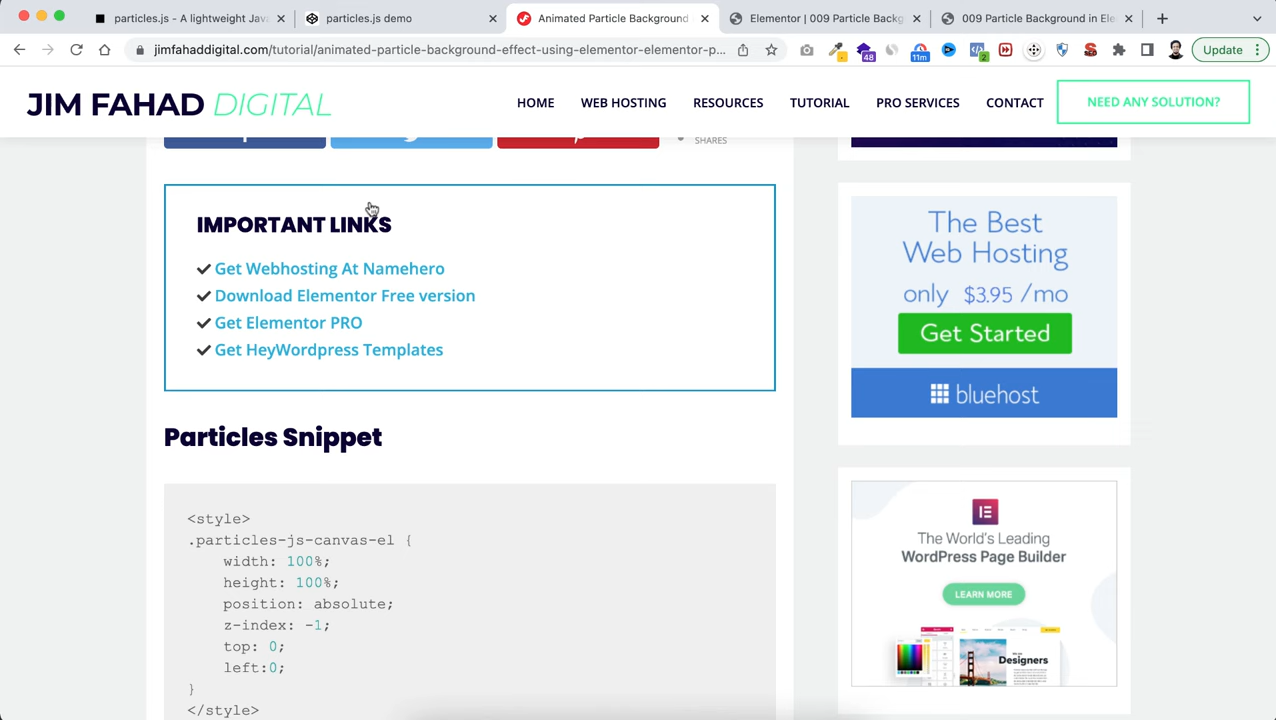 particles.js - A lightweight Jav
particles.js demo
Animated Particle Background
Elementor | 009 Particle Backg
009 Particle Background in Ele
jimfahaddigital.com/tutorial/animated-particle-background-effect-using-elementor-elementor-p...
48
11m
2
Update
JIM FAHAD DIGITAL
HOME
WEB HOSTING
RESOURCES
TUTORIAL
PRO SERVICES
CONTACT
NEED ANY SOLUTION?
SHARES
IMPORTANT LINKS
Get Webhosting At Namehero
Download Elementor Free version
Get Elementor PRO
Get HeyWordpress Templates
Particles Snippet
<style>
.particles-js-canvas-el {
width: 100%;
height: 100%;
position: absolute;
z-index: -1;
top: 0;
left:0;
}
</style>
The Best
Web Hosting
only $3.95 /mo
Get Started
bluehost
The World's Leading
WordPress Page Builder
LEARN MORE
Designers